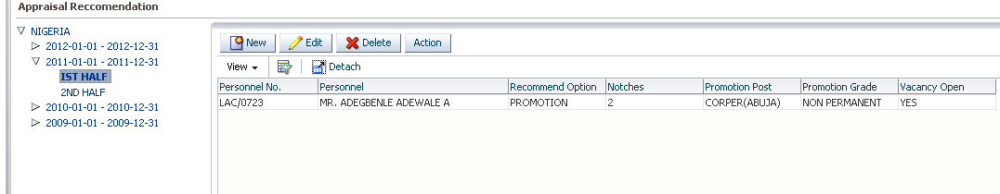 Appraisal Reccomendation
NIGERIA
2012-01-01 - 2012-12-31
2011-01-01 - 2011-12-31
IST HALF
2ND HALF
2010-01-01 - 2010-12-31
2009-01-01 - 2009-12-31
New Edit Delete Action
View Detach
Personnel No. Personnel Recommend Option Notches Promotion Post Promotion Grade Vacancy Open
LAC/0723 MR. ADEGBENLE ADEWALE A PROMOTION 2 CORPER(ABUJA) NON PERMANENT YES